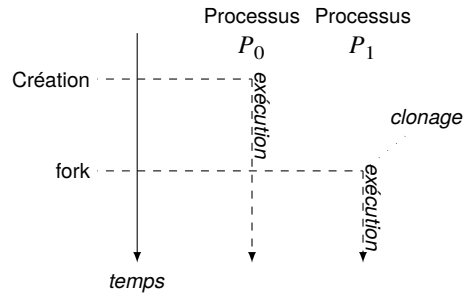 Processus Processus
P0 P1
Création
exécution
clonage
fork
exécution
temps